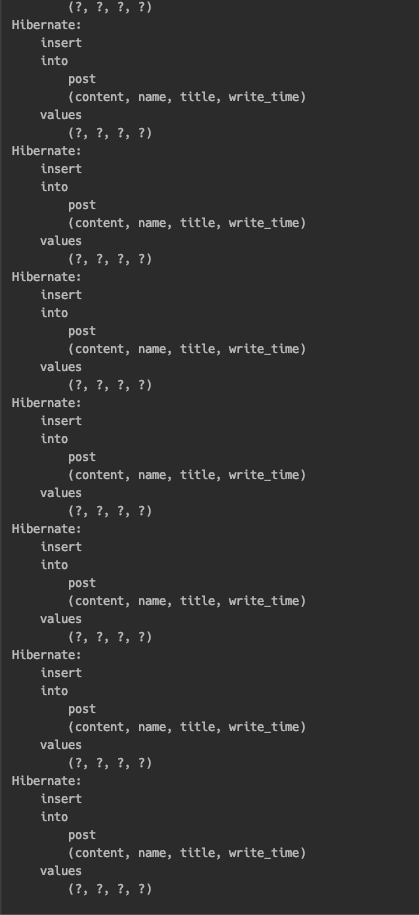 (?, ?, ?, ?)
Hibernate:
    insert
    into
        post
        (content, name, title, write_time)
    values
        (?, ?, ?, ?)
Hibernate:
    insert
    into
        post
        (content, name, title, write_time)
    values
        (?, ?, ?, ?)
Hibernate:
    insert
    into
        post
        (content, name, title, write_time)
    values
        (?, ?, ?, ?)
Hibernate:
    insert
    into
        post
        (content, name, title, write_time)
    values
        (?, ?, ?, ?)
Hibernate:
    insert
    into
        post
        (content, name, title, write_time)
    values
        (?, ?, ?, ?)
Hibernate:
    insert
    into
        post
        (content, name, title, write_time)
    values
        (?, ?, ?, ?)
Hibernate:
    insert
    into
        post
        (content, name, title, write_time)
    values
        (?, ?, ?, ?)